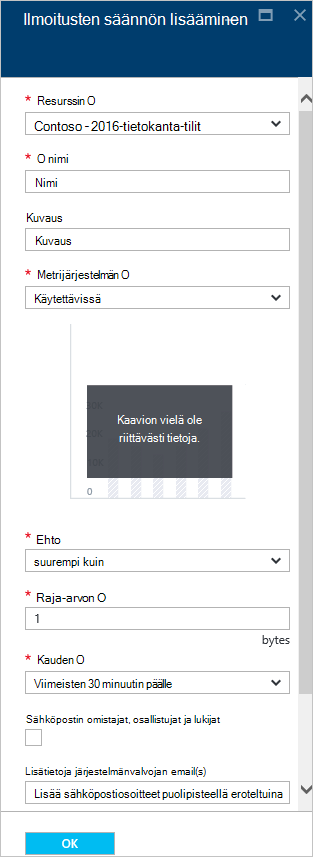 Ilmoitusten säännön lisääminen
* Resurssin O
Contoso - 2016-tietokanta-tilit
* O nimi
Nimi
Kuvaus
Kuvaus
* Metrijärjestelmän O
Käytettävissä
Kaavion vielä ole
riittävästi tietoja.
0
* Ehto
suurempi kuin
* Raja-arvon O
1
bytes
* Kauden O
Viimeisten 30 minuutin päälle
Sähköpostin omistajat, osallistujat ja lukijat
Lisätietoja järjestelmänvalvojan email(s)
Lisää sähköpostiosoitteet puolipisteellä eroteltuina
OK